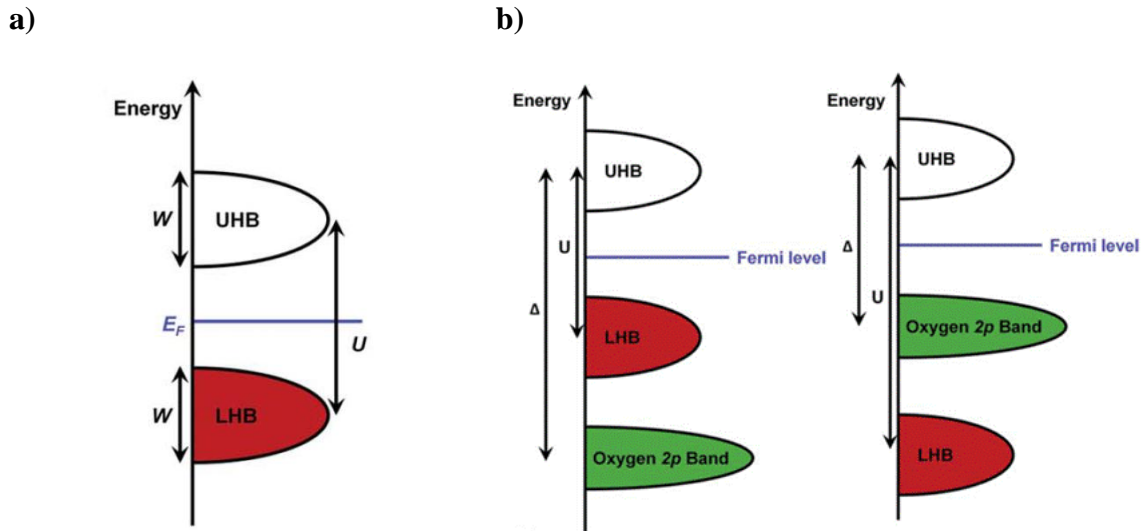 a)
b)
Energy
W
UHB
E_F
U
W
LHB
Energy
UHB
U
Fermi level
Δ
LHB
Oxygen 2p Band
Energy
UHB
Δ
Fermi level
U
Oxygen 2p Band
LHB